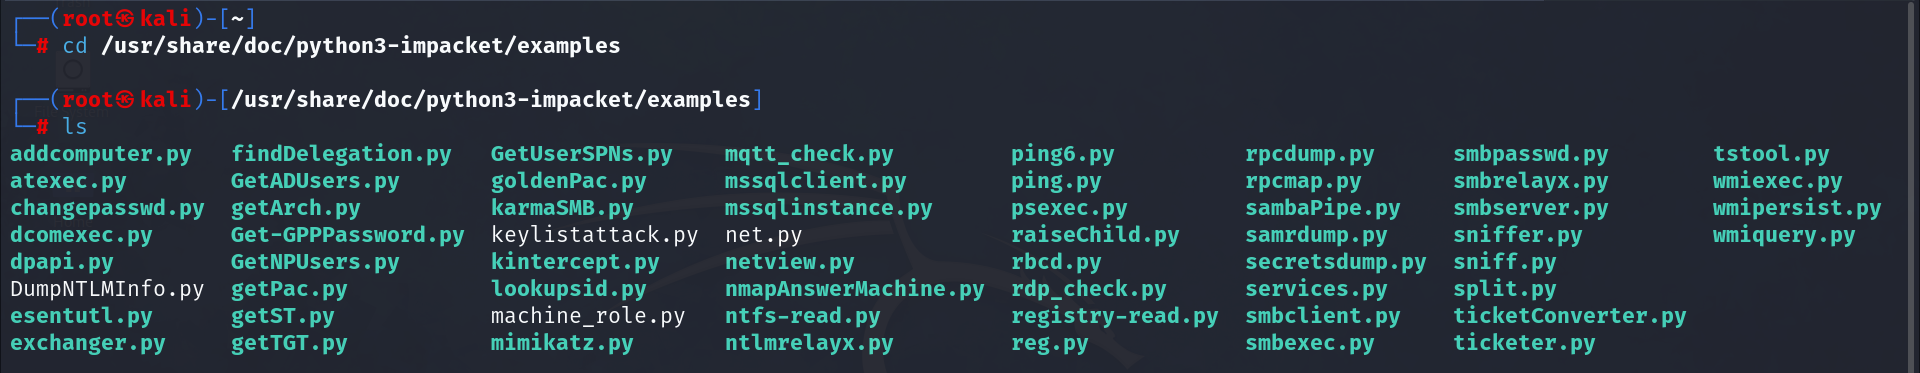 ┌──(root㉿kali)-[~]
└─# cd /usr/share/doc/python3-impacket/examples
┌──(root㉿kali)-[/usr/share/doc/python3-impacket/examples]
└─# ls
addcomputer.py findDelegation.py GetUserSPNs.py mqtt_check.py ping6.py rpcdump.py smbpasswd.py tstool.py
atexec.py GetADUsers.py goldenPac.py mssqlclient.py ping.py rpcmap.py smbrelayx.py wmiexec.py
changepasswd.py getArch.py karmaSMB.py mssqlinstance.py psexec.py sambaPipe.py smbserver.py wmipersist.py
dcomexec.py Get-GPPPassword.py keylistattack.py net.py raiseChild.py samrdump.py sniffer.py wmiquery.py
dpapi.py GetNPUsers.py kintercept.py netview.py rbcd.py secretsdump.py sniff.py
DumpNTLMInfo.py getPac.py lookupsid.py nmapAnswerMachine.py rdp_check.py services.py split.py
esentutl.py getST.py machine_role.py ntfs-read.py registry-read.py smbclient.py ticketConverter.py
exchanger.py getTGT.py mimikatz.py ntlmrelayx.py reg.py smbexec.py ticketer.py